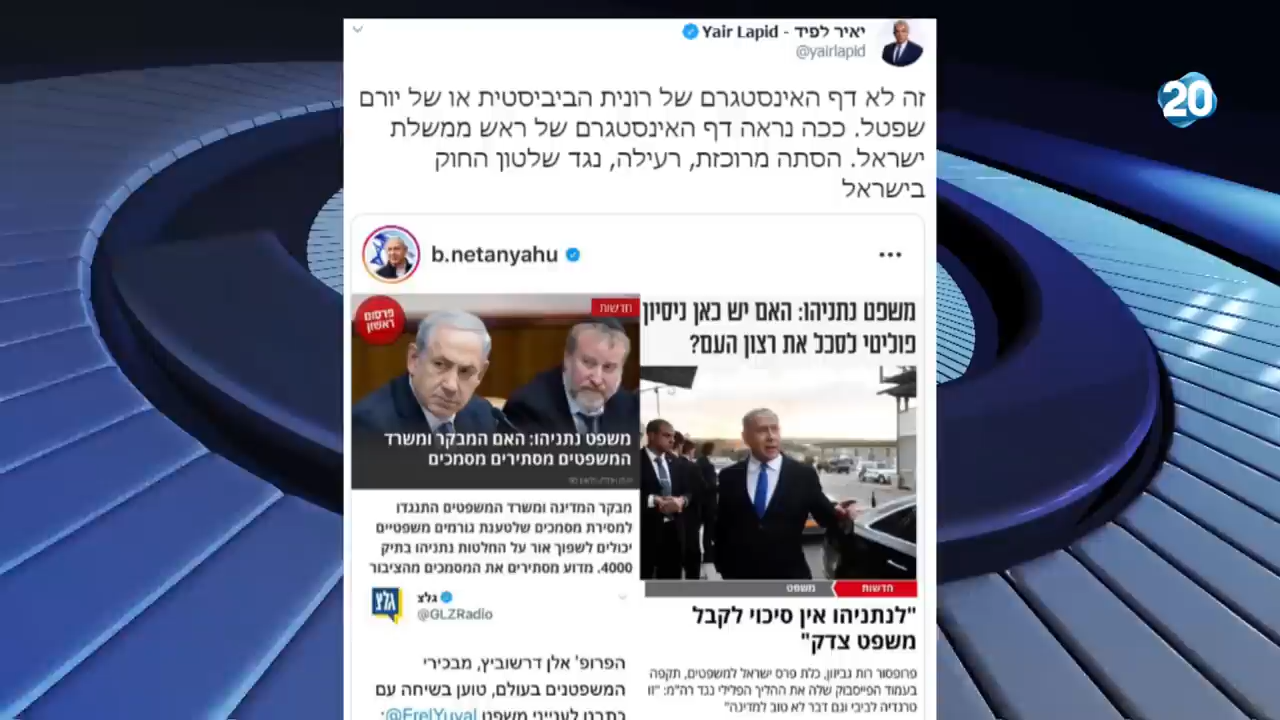 יאיר לפיד - Yair Lapid
@yairlapid
20
זה לא דף האינסטגרם של רונית הביביסטית או של יורם
שפטל. ככה נראה דף האינסטגרם של ראש ממשלת
ישראל. הסתה מרוכזת, רעילה, נגד שלטון החוק
בישראל
b.netanyahu
משפט נתניהו: האם יש כאן ניסיון
פוליטי לסכל את רצון העם?
חדשות
פרסום
ראשון
משפט נתניהו: האם המבקר ומשרד
המשפטים מסתירים מסמכים
מבקר המדינה ומשרד המשפטים התנגדו
למסירת מסמכים שלטענת גורמים משפטיים
יכולים לשפוך אור על החלטות נתניהו בתיק
4000. מדוע מסתירים את המסמכים מהציבור
חדשות
משפט
"לנתניהו אין סיכוי לקבל
משפט צדק"
פרופסור רות גביזון, כלת פרס ישראל למשפטים, תקפה
בעמוד הפייסבוק שלה את ההליך הפלילי נגד רה"מ: "זו
טרגדיה לביבי וגם דבר לא טוב למדינה"
גלצ
גלצ
@GLZRadio
הפרופ' אלן דרשוביץ, מבכירי
המשפטנים בעולם, טוען בשיחה עם
כתבנו לענייני משפט @ErelYuval: